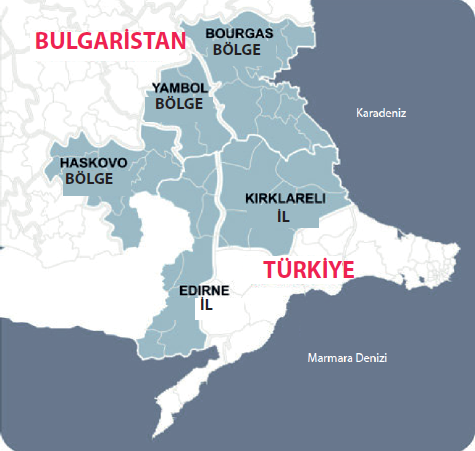 BULGARİSTAN
BOURGAS
BÖLGE
YAMBOL
BÖLGE
Karadeniz
HASKOVO
BÖLGE
KIRKLARELI
İL
TÜRKİYE
EDIRNE
İL
Marmara Denizi